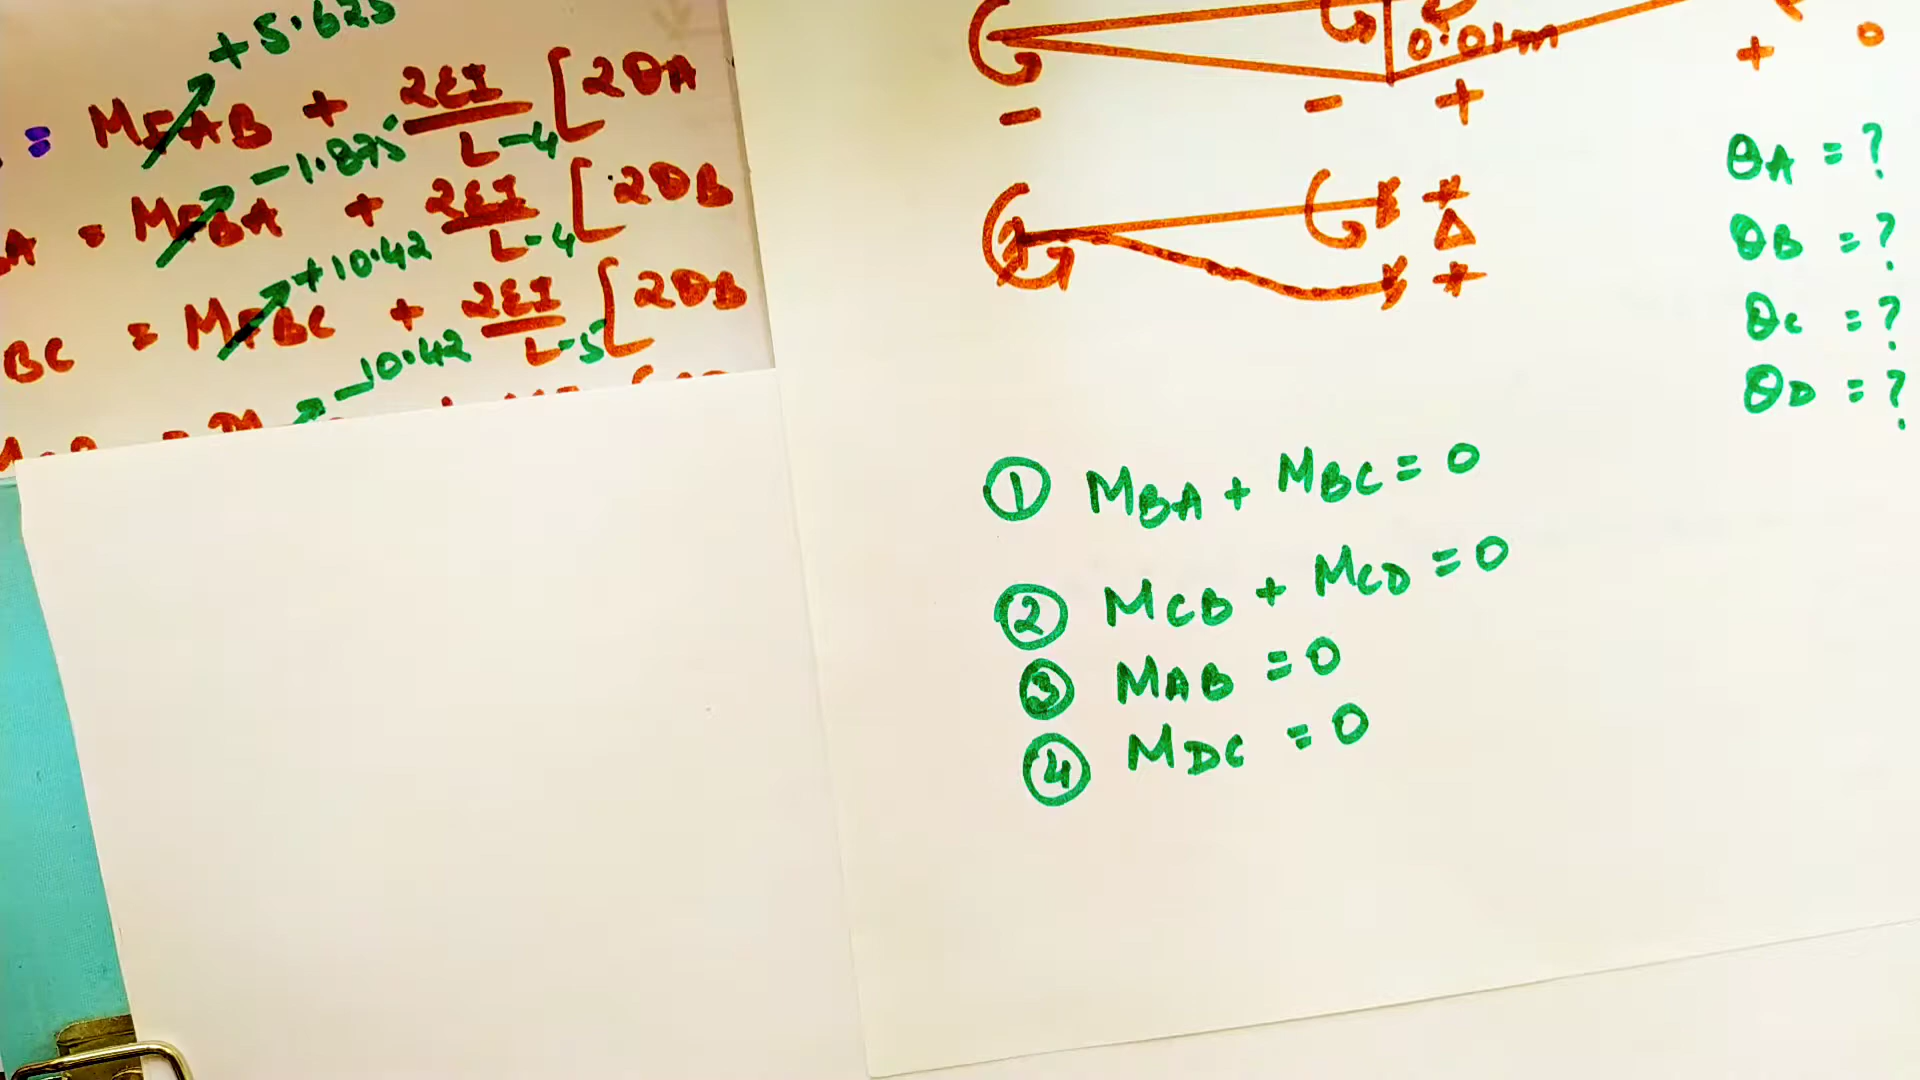 +5.625
= MFAB + 2EI/L-4 [2θA
-1.875
A = MFBA + 2EI/L-4 [2θB
+10.42
BC = MFBC + 2EI/L-5 [2θB
-10.42
0.01m
+ 0
- - +
+
Δ
+
θA = ?
θB = ?
θC = ?
θD = ?
① MBA + MBC = 0
② MCB + MCD = 0
③ MAB = 0
④ MDC = 0